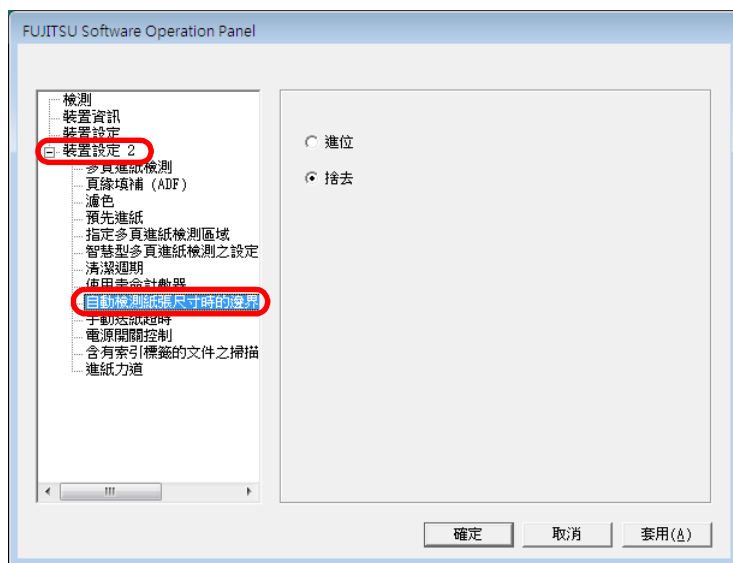 FUJITSU Software Operation Panel
檢測
裝置資訊
裝置設定
裝置設定 2
多頁進紙檢測
頁緣填補 (ADF)
濾色
預先進紙
指定多頁進紙檢測區域
智慧型多頁進紙檢測之設定
清潔週期
使用壽命計數器
自動檢測紙張尺寸時的邊界
手動送紙超時
電源開關控制
含有索引標籤的文件之掃描
進紙力道
進位
捨去
確定
取消
套用(A)